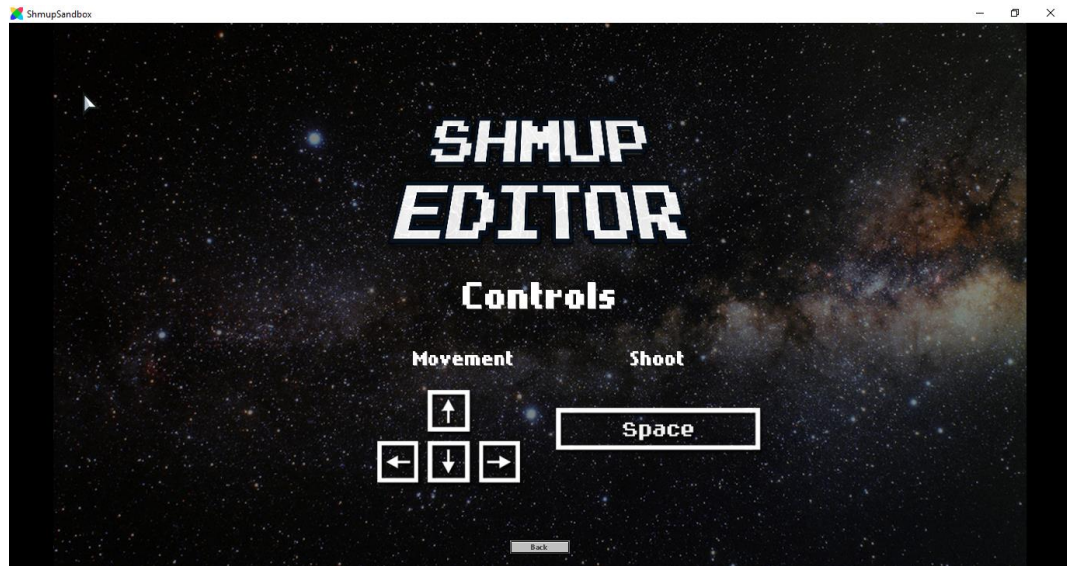 ShmupSandbox
SHMUP
EDITOR
Controls
Movement
Shoot
Space
Back